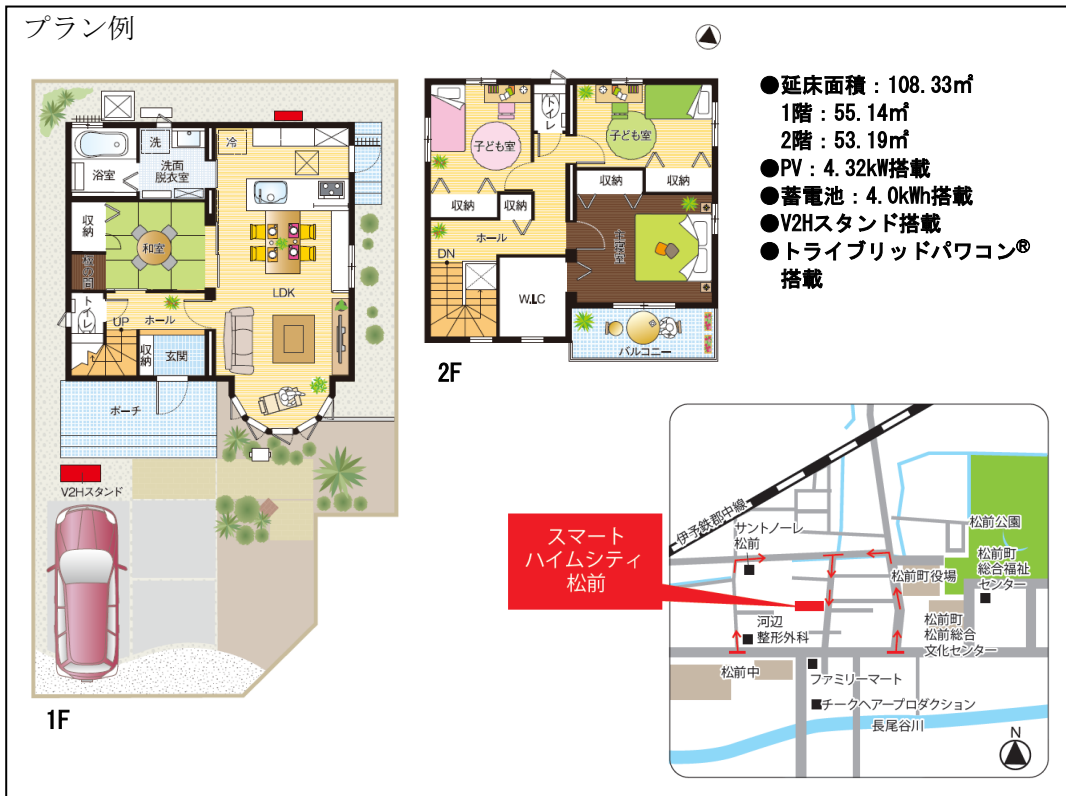 プラン例
洗
冷
浴室
洗面
脱衣室
収納
和室
トイレ
UP
ホール
LDK
収納
玄関
ポーチ
V2Hスタンド
1F
子ども室
トイレ
子ども室
収納
収納
収納
収納
ホール
DN
主寝室
W.I.C
バルコニー
2F
●延床面積：108.33㎡
1階：55.14㎡
2階：53.19㎡
●PV：4.32kW搭載
●蓄電池：4.0kWh搭載
●V2Hスタンド搭載
●トライブリッドパワコン®
搭載
スマート
ハイムシティ
松前
伊予鉄郡中線
サントノーレ
松前
松前公園
松前町役場
松前町
総合福祉
センター
河辺
整形外科
松前町
松前総合
文化センター
松前中
ファミリーマート
チークヘアープロダクション
長尾谷川
N